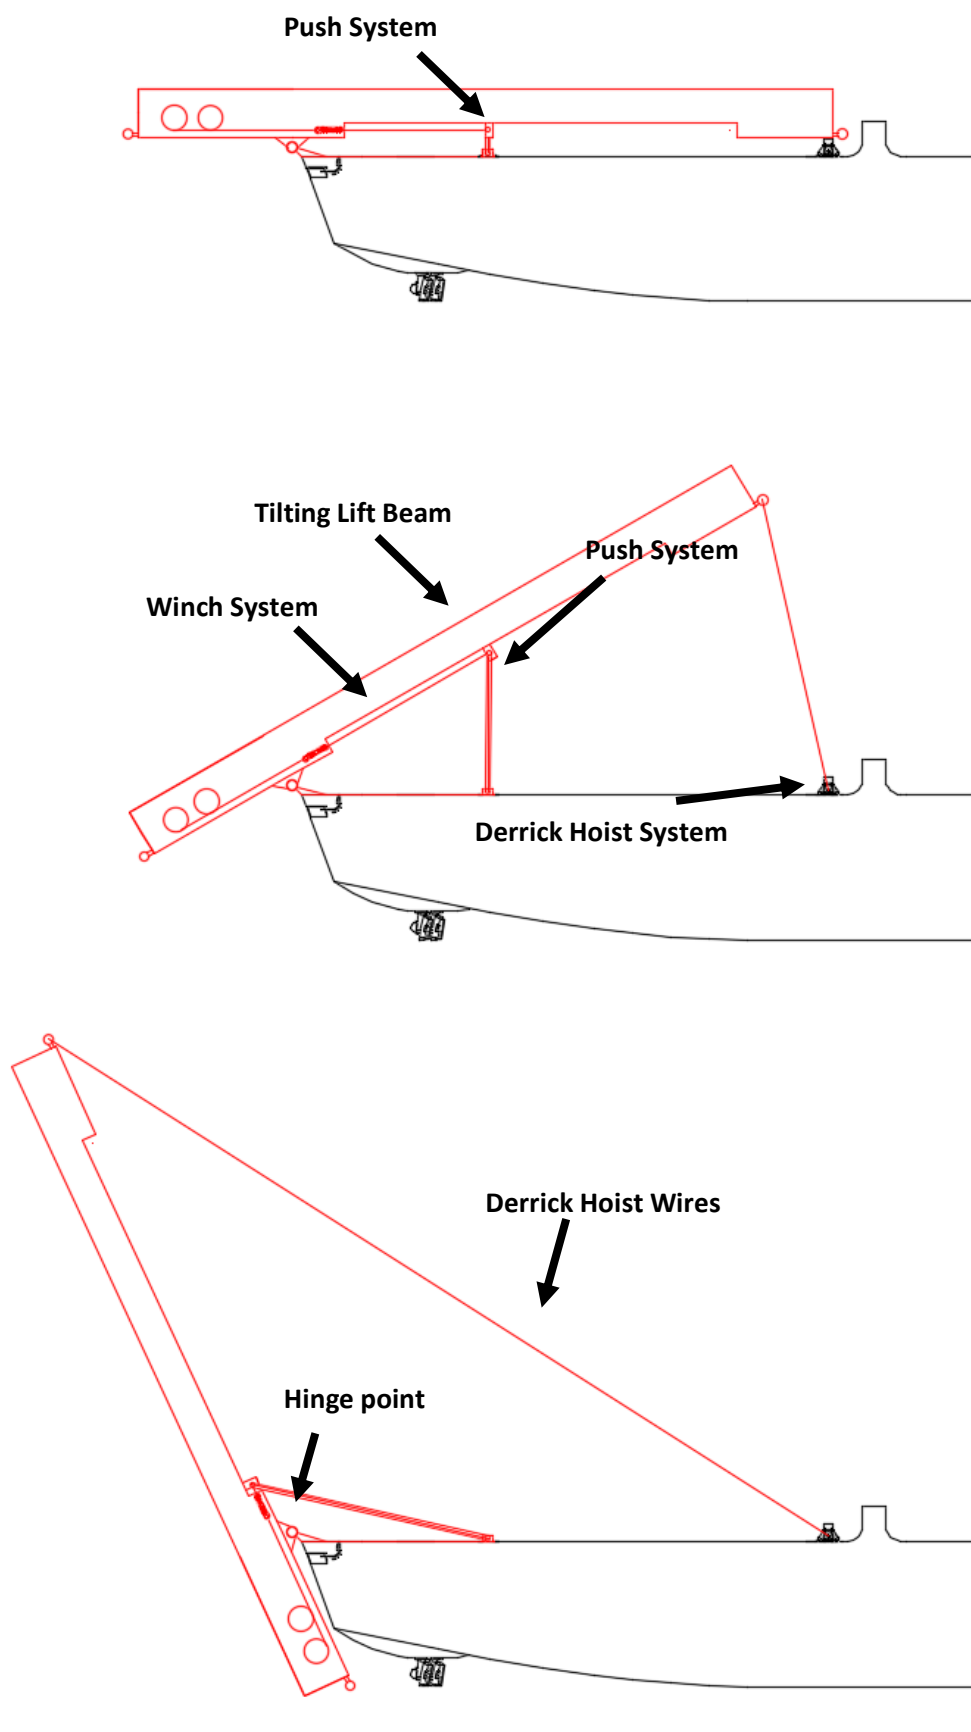 Push System
Tilting Lift Beam
Push System
Winch System
Derrick Hoist System
Derrick Hoist Wires
Hinge point